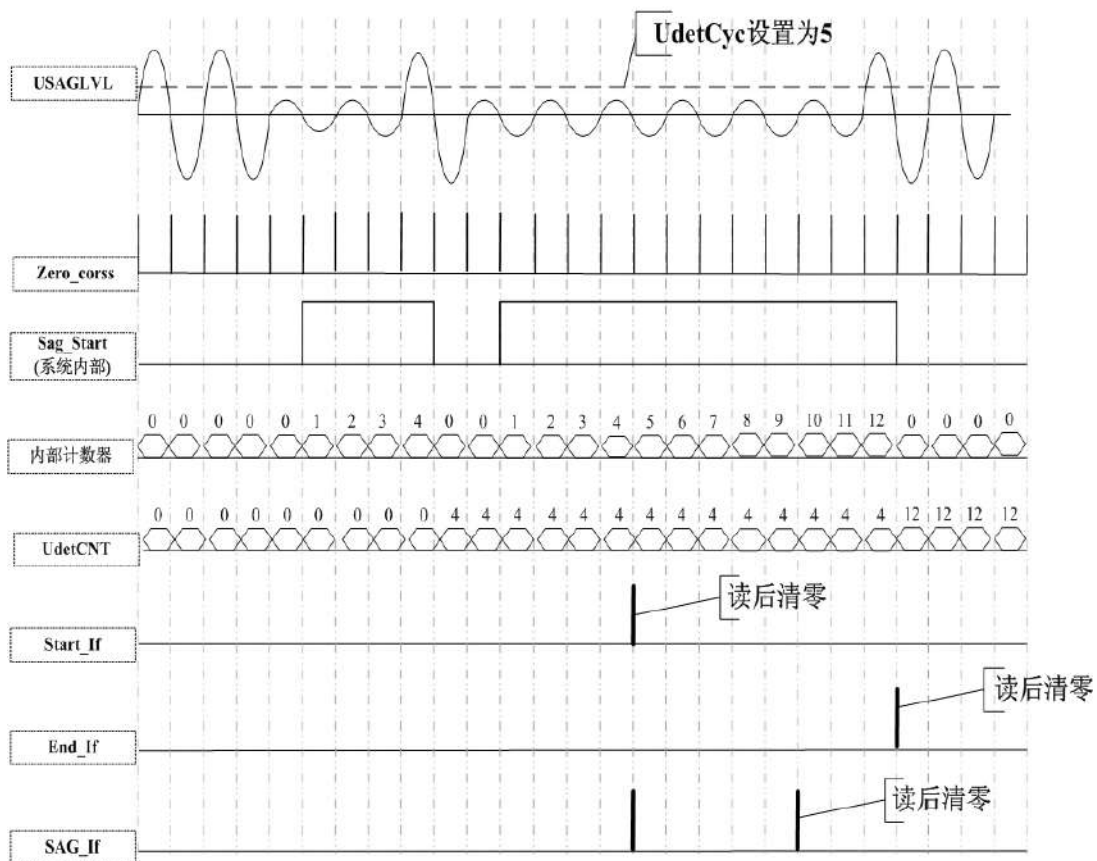 UdetCyc设置为5
USAGLVL
Zero_corss
Sag_Start
(系统内部)
0 0 0 0 0 1 2 3 4 0 0 1 2 3 4 5 6 7 8 9 10 11 12 0 0 0 0
内部计数器
0 0 0 0 0 0 0 0 0 4 4 4 4 4 4 4 4 4 4 4 4 4 4 12 12 12 12
UdetCNT
读后清零
Start_If
读后清零
End_If
读后清零
SAG_If